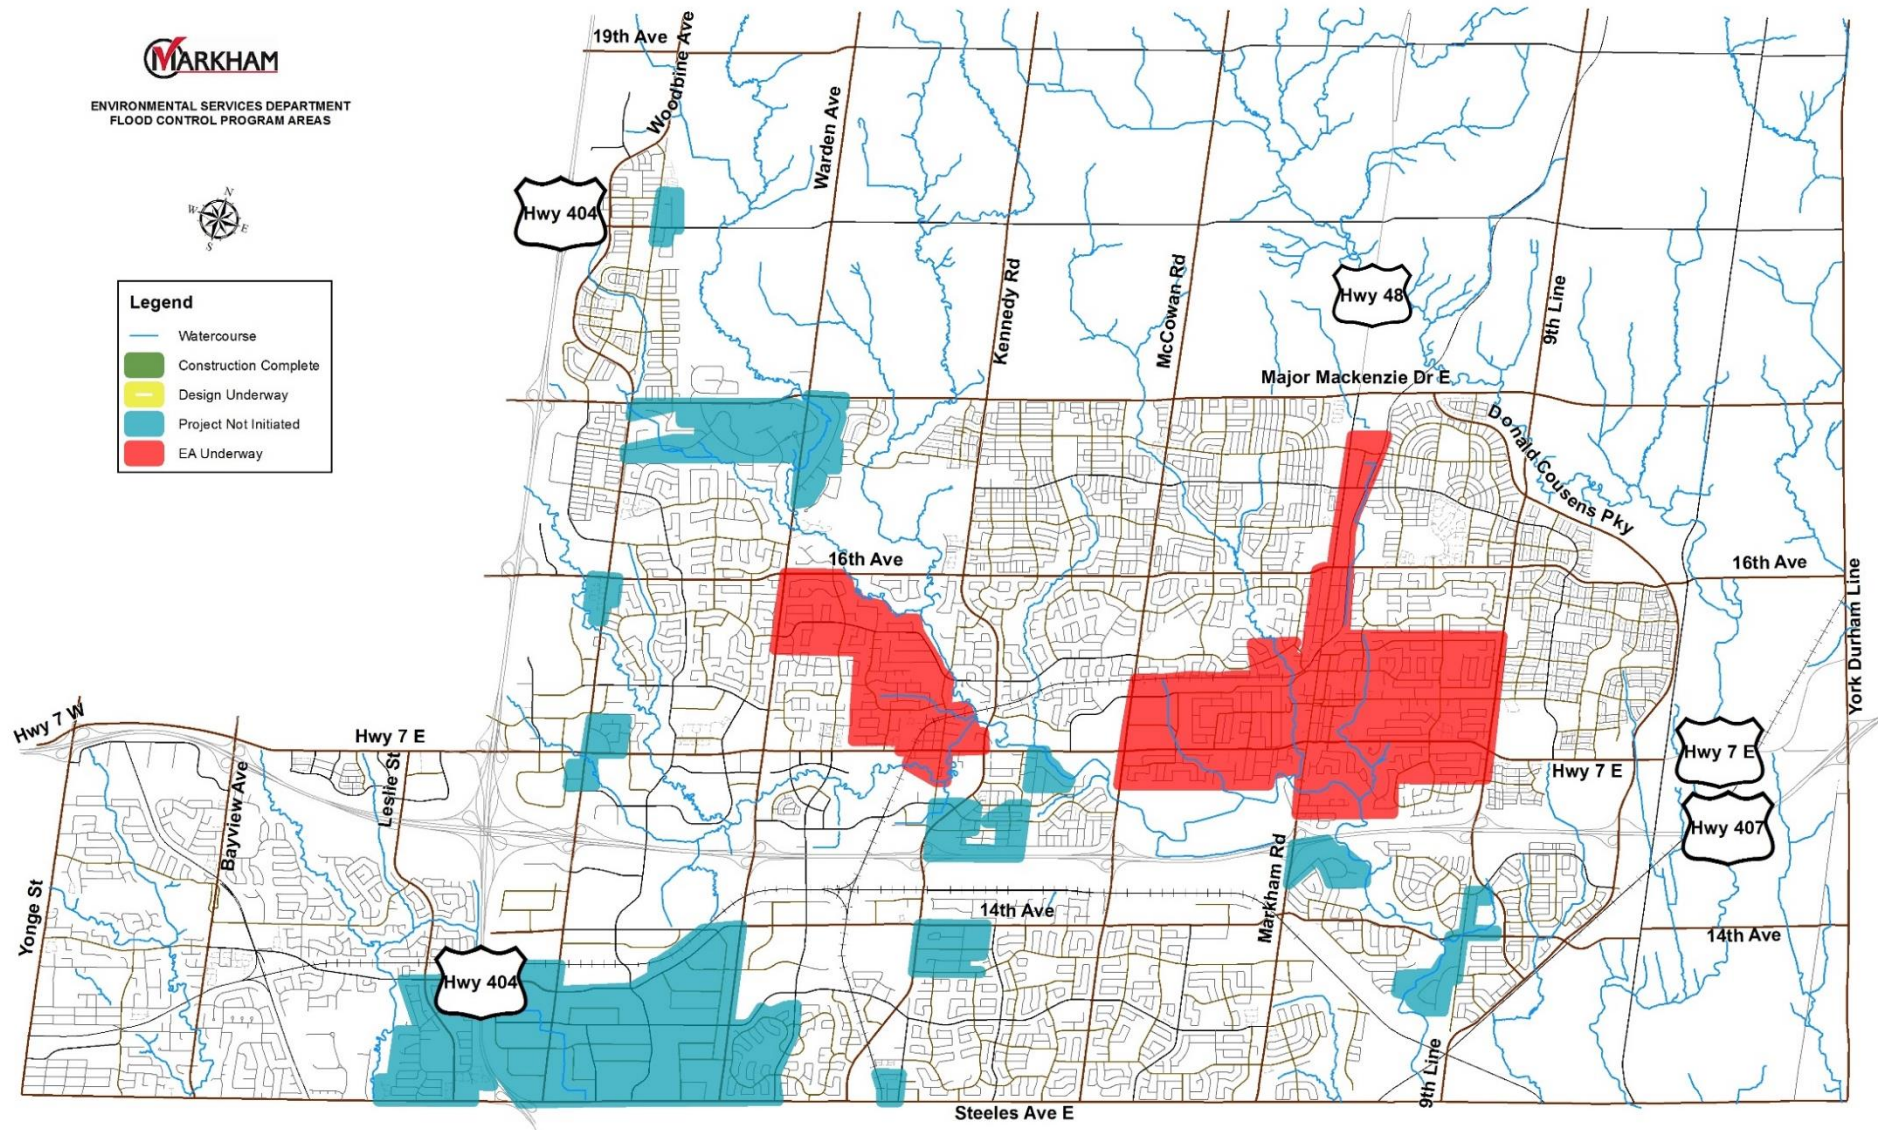 MARKHAM
ENVIRONMENTAL SERVICES DEPARTMENT
FLOOD CONTROL PROGRAM AREAS
N
W
E
S
Legend
Watercourse
Construction Complete
Design Underway
Project Not Initiated
EA Underway
19th Ave
Woodbine Ave
Warden Ave
Hwy 404
Kennedy Rd
McCowan Rd
Hwy 48
9th Line
Major Mackenzie Dr E
Donald Cousens Pky
16th Ave
16th Ave
York Durham Line
Hwy 7 W
Hwy 7 E
Leslie St
Bayview Ave
Yonge St
Hwy 7 E
Hwy 7 E
Hwy 407
Markham Rd
14th Ave
14th Ave
Hwy 404
9th Line
Steeles Ave E